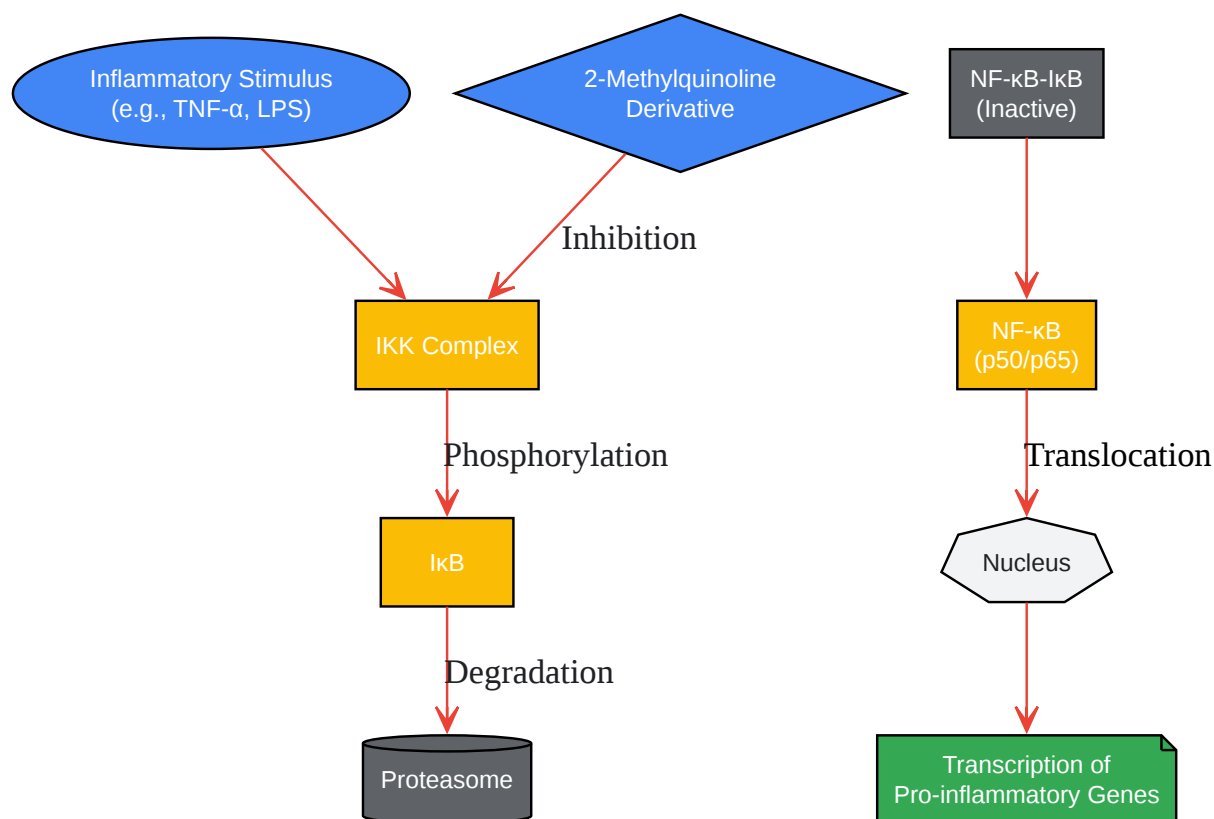 Inflammatory Stimulus
(e.g., TNF-α, LPS)
2-Methylquinoline
Derivative
NF-κB-IκB
(Inactive)
Inhibition
IKK Complex
NF-κB
(p50/p65)
Phosphorylation
Translocation
IκB
Nucleus
Degradation
Proteasome
Transcription of
Pro-inflammatory Genes